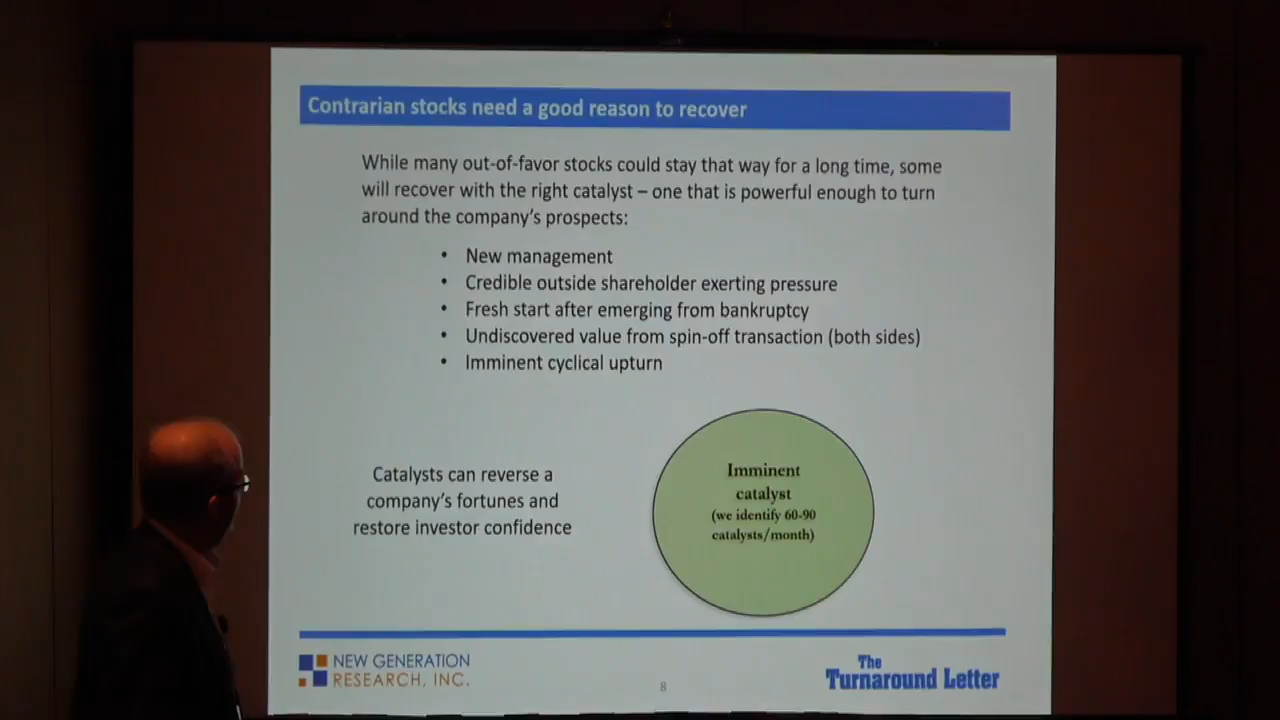 Contrarian stocks need a good reason to recover
While many out-of-favor stocks could stay that way for a long time, some
will recover with the right catalyst – one that is powerful enough to turn
around the company's prospects:
• New management
• Credible outside shareholder exerting pressure
• Fresh start after emerging from bankruptcy
• Undiscovered value from spin-off transaction (both sides)
• Imminent cyclical upturn
Catalysts can reverse a
company's fortunes and
restore investor confidence
Imminent
catalyst
(we identify 60-90
catalysts/month)
NEW GENERATION
RESEARCH, INC.
8
The
Turnaround Letter